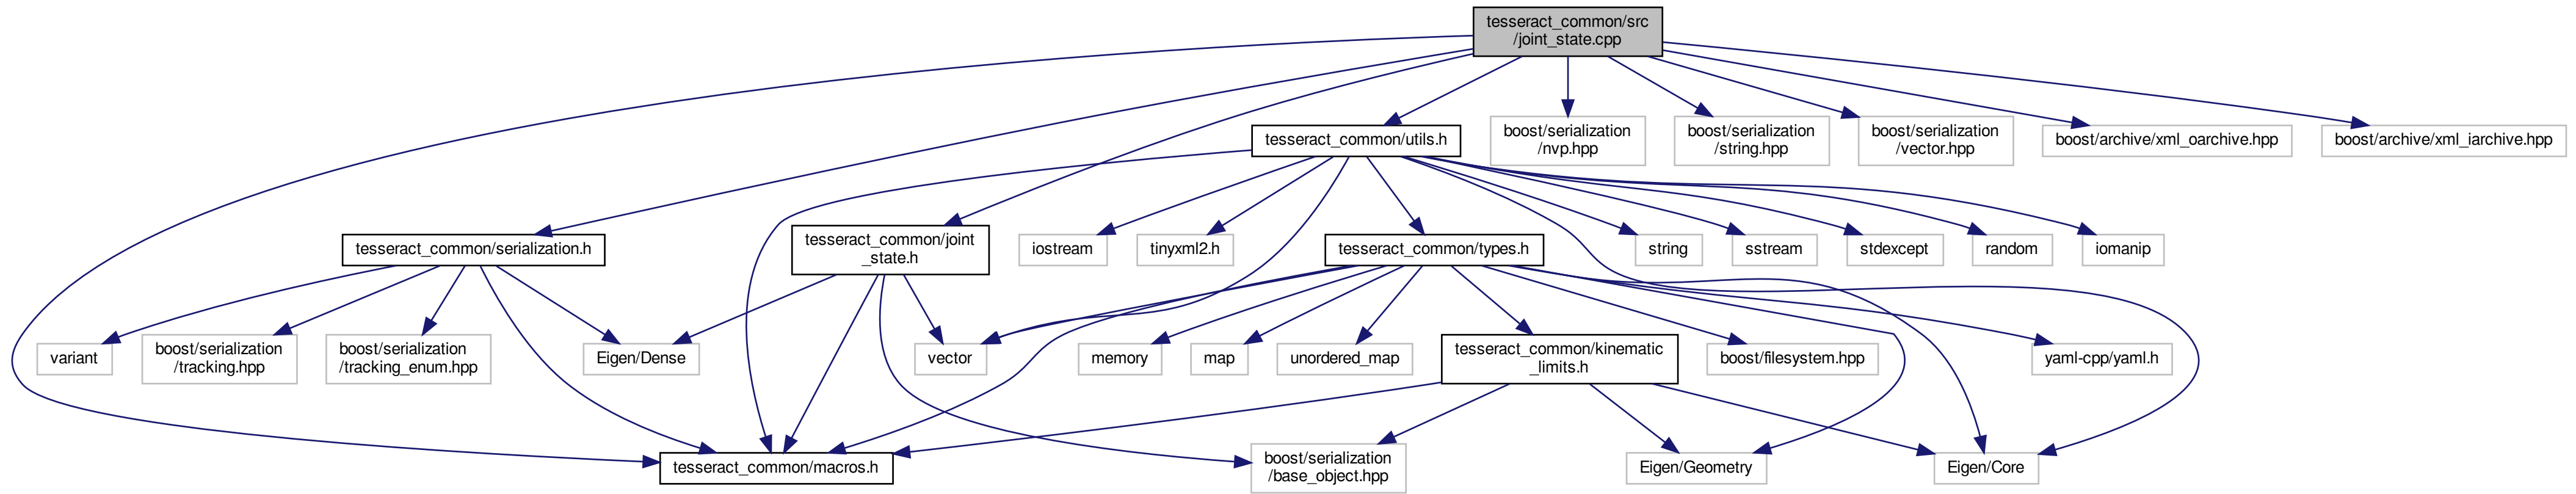 tesseract_common/src
/joint_state.cpp
tesseract_common/utils.h
boost/serialization
/nvp.hpp
boost/serialization
/string.hpp
boost/serialization
/vector.hpp
boost/archive/xml_oarchive.hpp
boost/archive/xml_iarchive.hpp
tesseract_common/serialization.h
tesseract_common/joint
_state.h
iostream
tinyxml2.h
tesseract_common/types.h
string
sstream
stdexcept
random
iomanip
variant
boost/serialization
/tracking.hpp
boost/serialization
/tracking_enum.hpp
Eigen/Dense
vector
memory
map
unordered_map
tesseract_common/kinematic
_limits.h
boost/filesystem.hpp
yaml-cpp/yaml.h
tesseract_common/macros.h
boost/serialization
/base_object.hpp
Eigen/Geometry
Eigen/Core